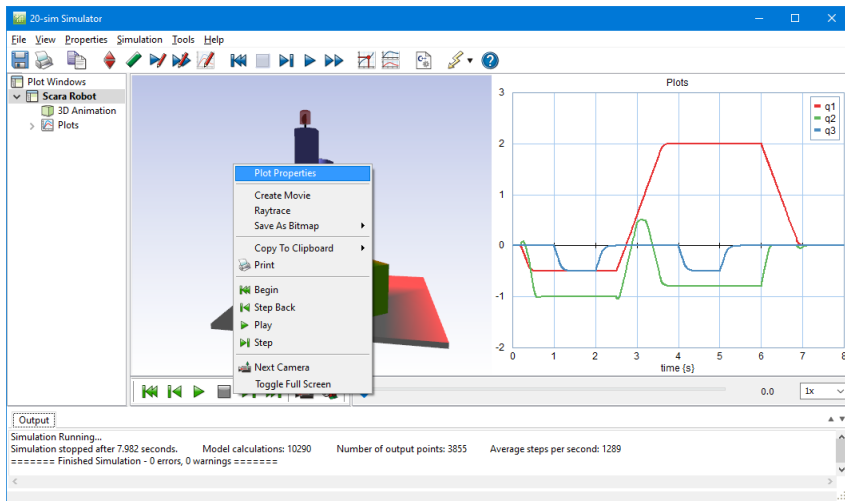 20-sim Simulator
File View Properties Simulation Tools Help
Plot Windows
Scara Robot
3D Animation
Plots
Plot Properties
Create Movie
Raytrace
Save As Bitmap
Copy To Clipboard
Print
Begin
Step Back
Play
Step
Next Camera
Toggle Full Screen
Plots
3
2
1
0
-1
-2
0 1 2 3 4 5 6 7 8
time {s}
q1
q2
q3
0.0 1x
Output
Simulation Running...
Simulation stopped after 7.982 seconds. Model calculations: 10290 Number of output points: 3855 Average steps per second: 1289
======= Finished Simulation - 0 errors, 0 warnings =======